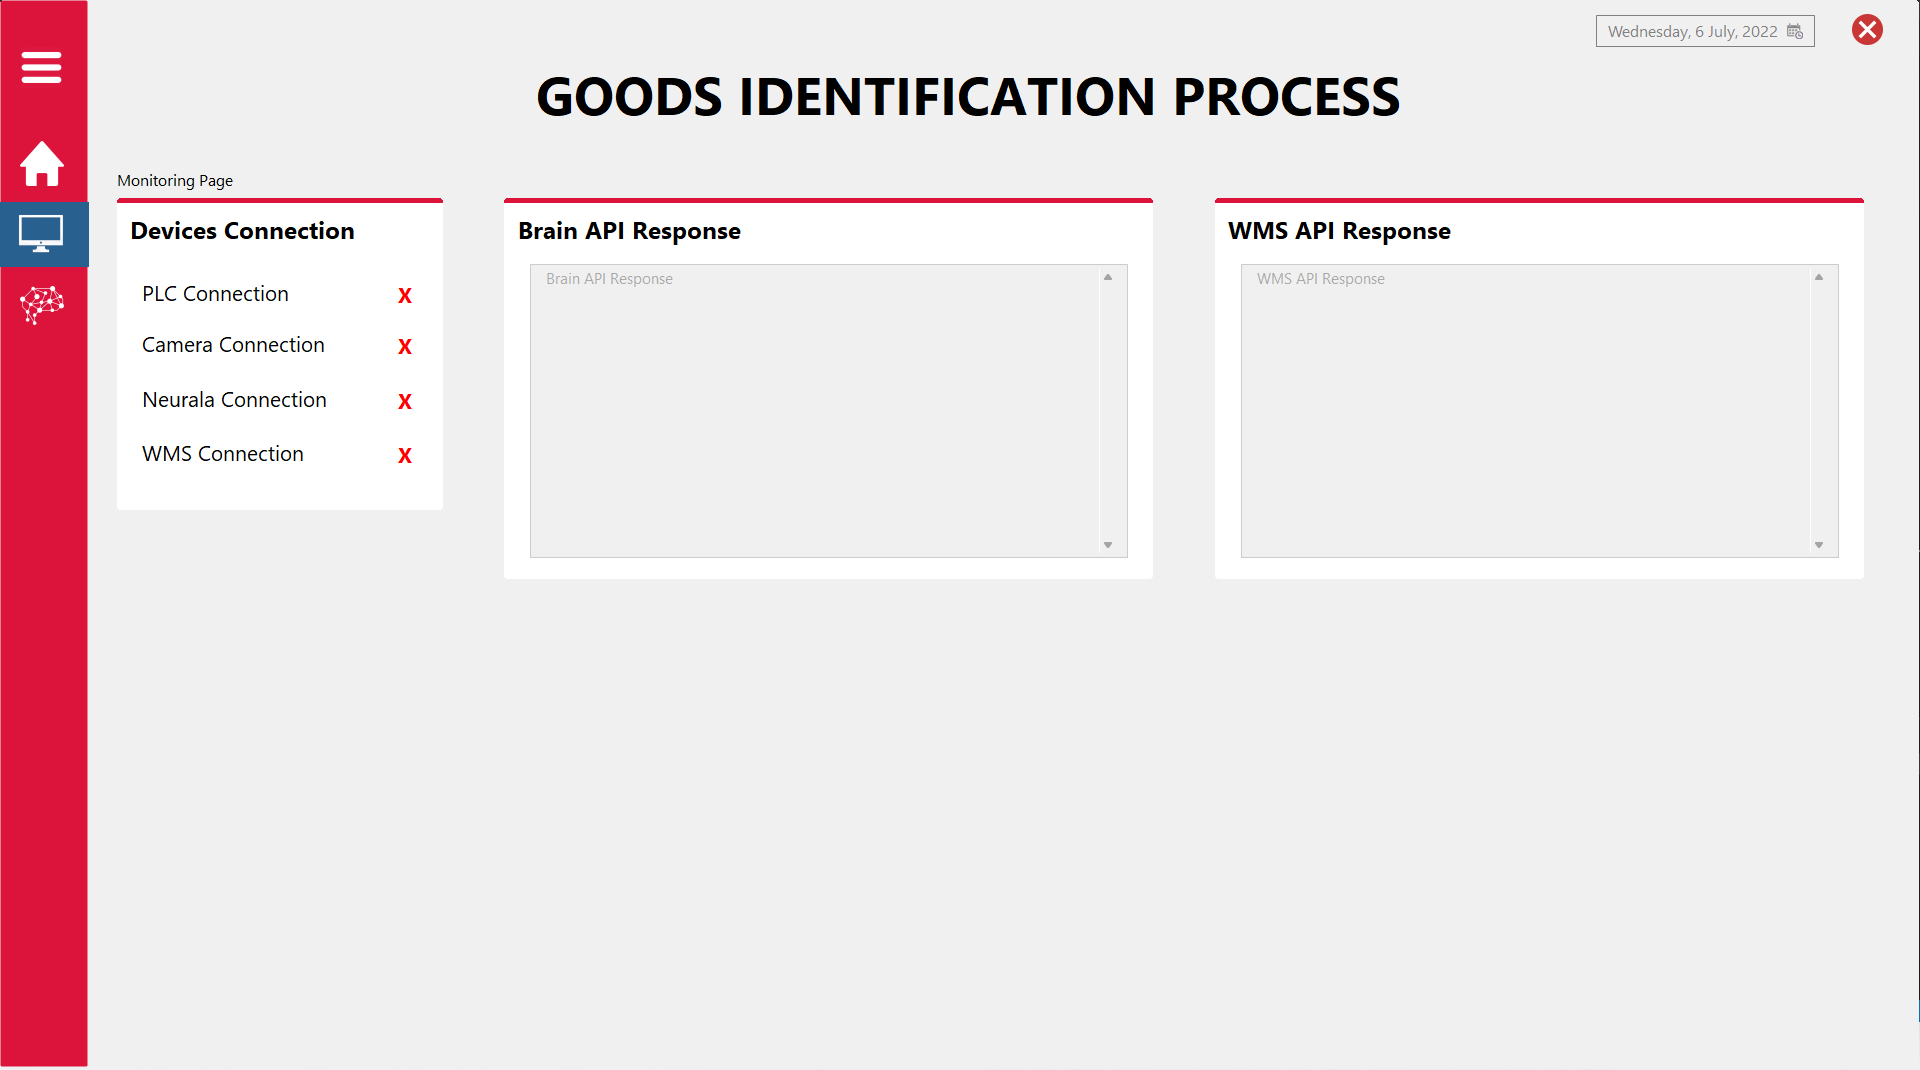 Wednesday, 6 July, 2022
GOODS IDENTIFICATION PROCESS
Monitoring Page
Devices Connection
PLC Connection X
Camera Connection X
Neurala Connection X
WMS Connection X
Brain API Response
Brain API Response
WMS API Response
WMS API Response